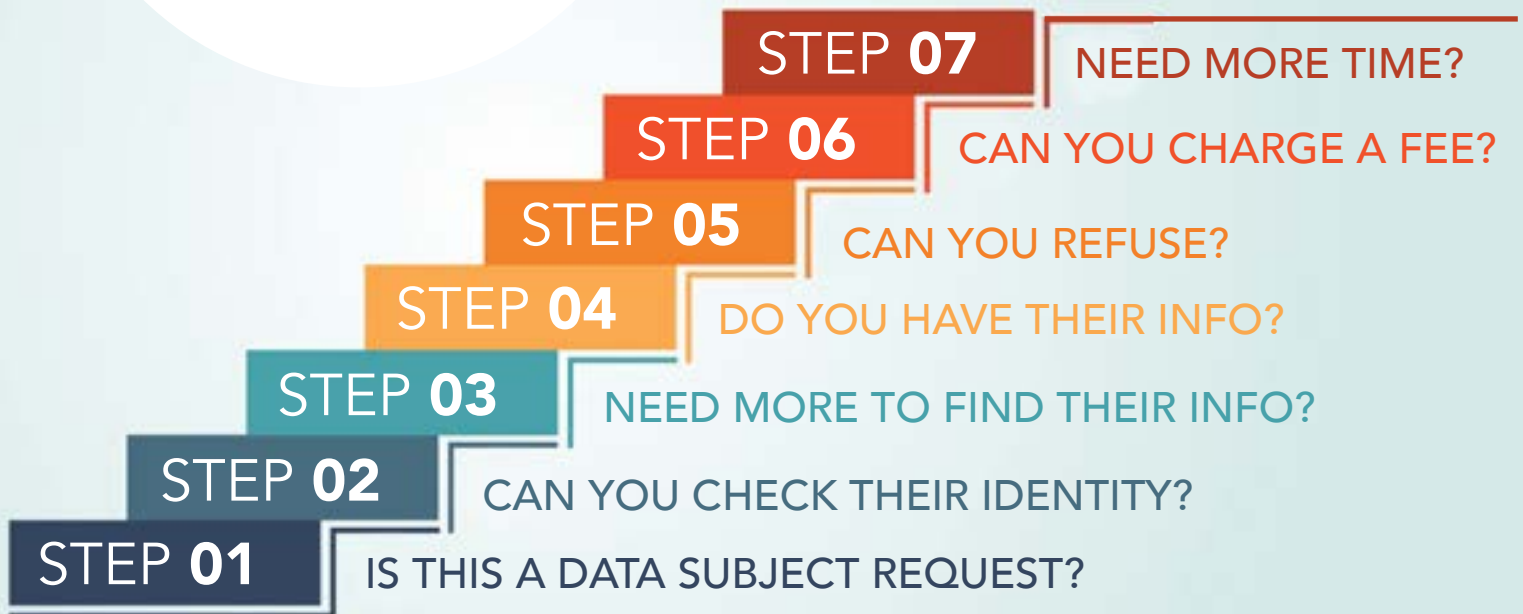 STEP 07 NEED MORE TIME?
STEP 06 CAN YOU CHARGE A FEE?
STEP 05 CAN YOU REFUSE?
STEP 04 DO YOU HAVE THEIR INFO?
STEP 03 NEED MORE TO FIND THEIR INFO?
STEP 02 CAN YOU CHECK THEIR IDENTITY?
STEP 01 IS THIS A DATA SUBJECT REQUEST?